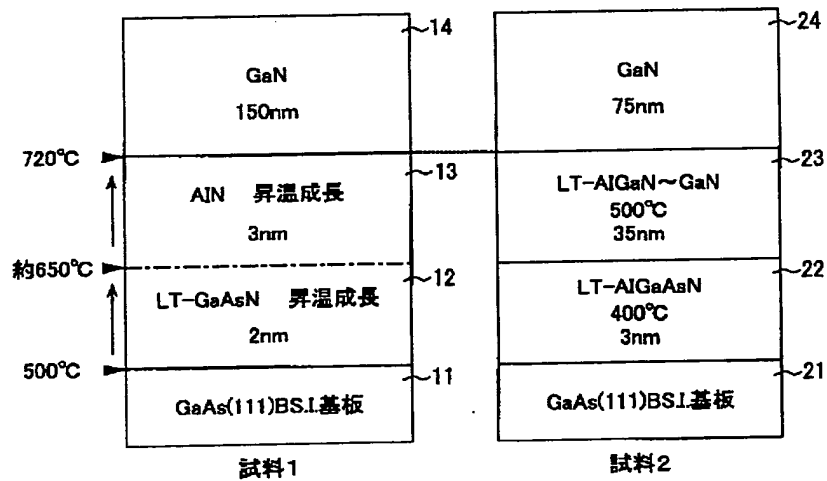 14
GaN
150nm
720℃
13
AlN 昇温成長
3nm
約650℃
12
LT-GaAsN 昇温成長
2nm
500℃
11
GaAs(111)BS.I.基板
試料1
24
GaN
75nm
23
LT-AlGaN～GaN
500℃
35nm
22
LT-AlGaAsN
400℃
3nm
21
GaAs(111)BS.I.基板
試料2